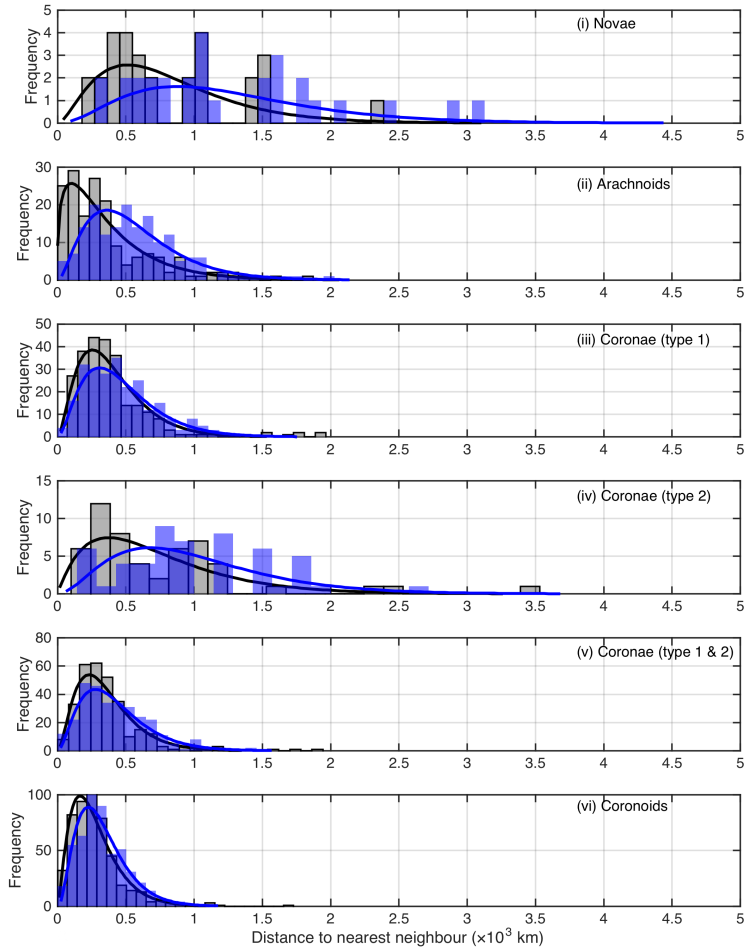 (i) Novae
Frequency
5
4
3
2
1
0
0 0.5 1 1.5 2 2.5 3 3.5 4 4.5 5
(ii) Arachnoids
Frequency
30
20
10
0
0 0.5 1 1.5 2 2.5 3 3.5 4 4.5 5
(iii) Coronae (type 1)
Frequency
50
40
30
20
10
0
0 0.5 1 1.5 2 2.5 3 3.5 4 4.5 5
(iv) Coronae (type 2)
Frequency
15
10
5
0
0 0.5 1 1.5 2 2.5 3 3.5 4 4.5 5
(v) Coronae (type 1 & 2)
Frequency
80
60
40
20
0
0 0.5 1 1.5 2 2.5 3 3.5 4 4.5 5
(vi) Coronoids
Frequency
100
50
0
0 0.5 1 1.5 2 2.5 3 3.5 4 4.5 5
Distance to nearest neighbour (×10³ km)